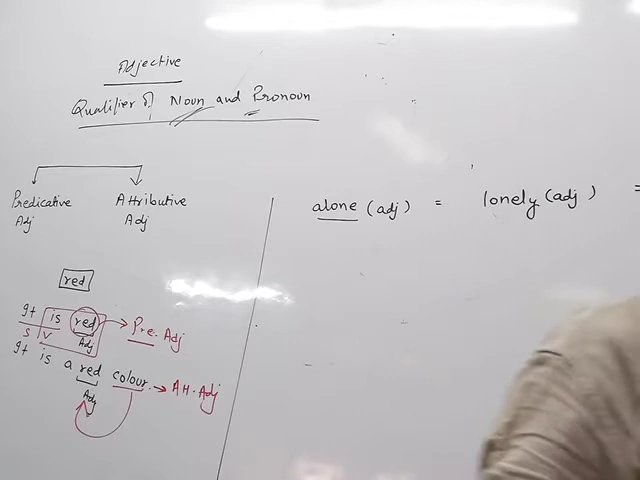 Adjective
Qualifier of Noun and Pronoun
Predicative Attributive
Adj Adj
alone (adj) = lonely (adj) =
red
It is red → Pre. Adj
S V Adj
It is a red colour. → Att. Adj
Adj